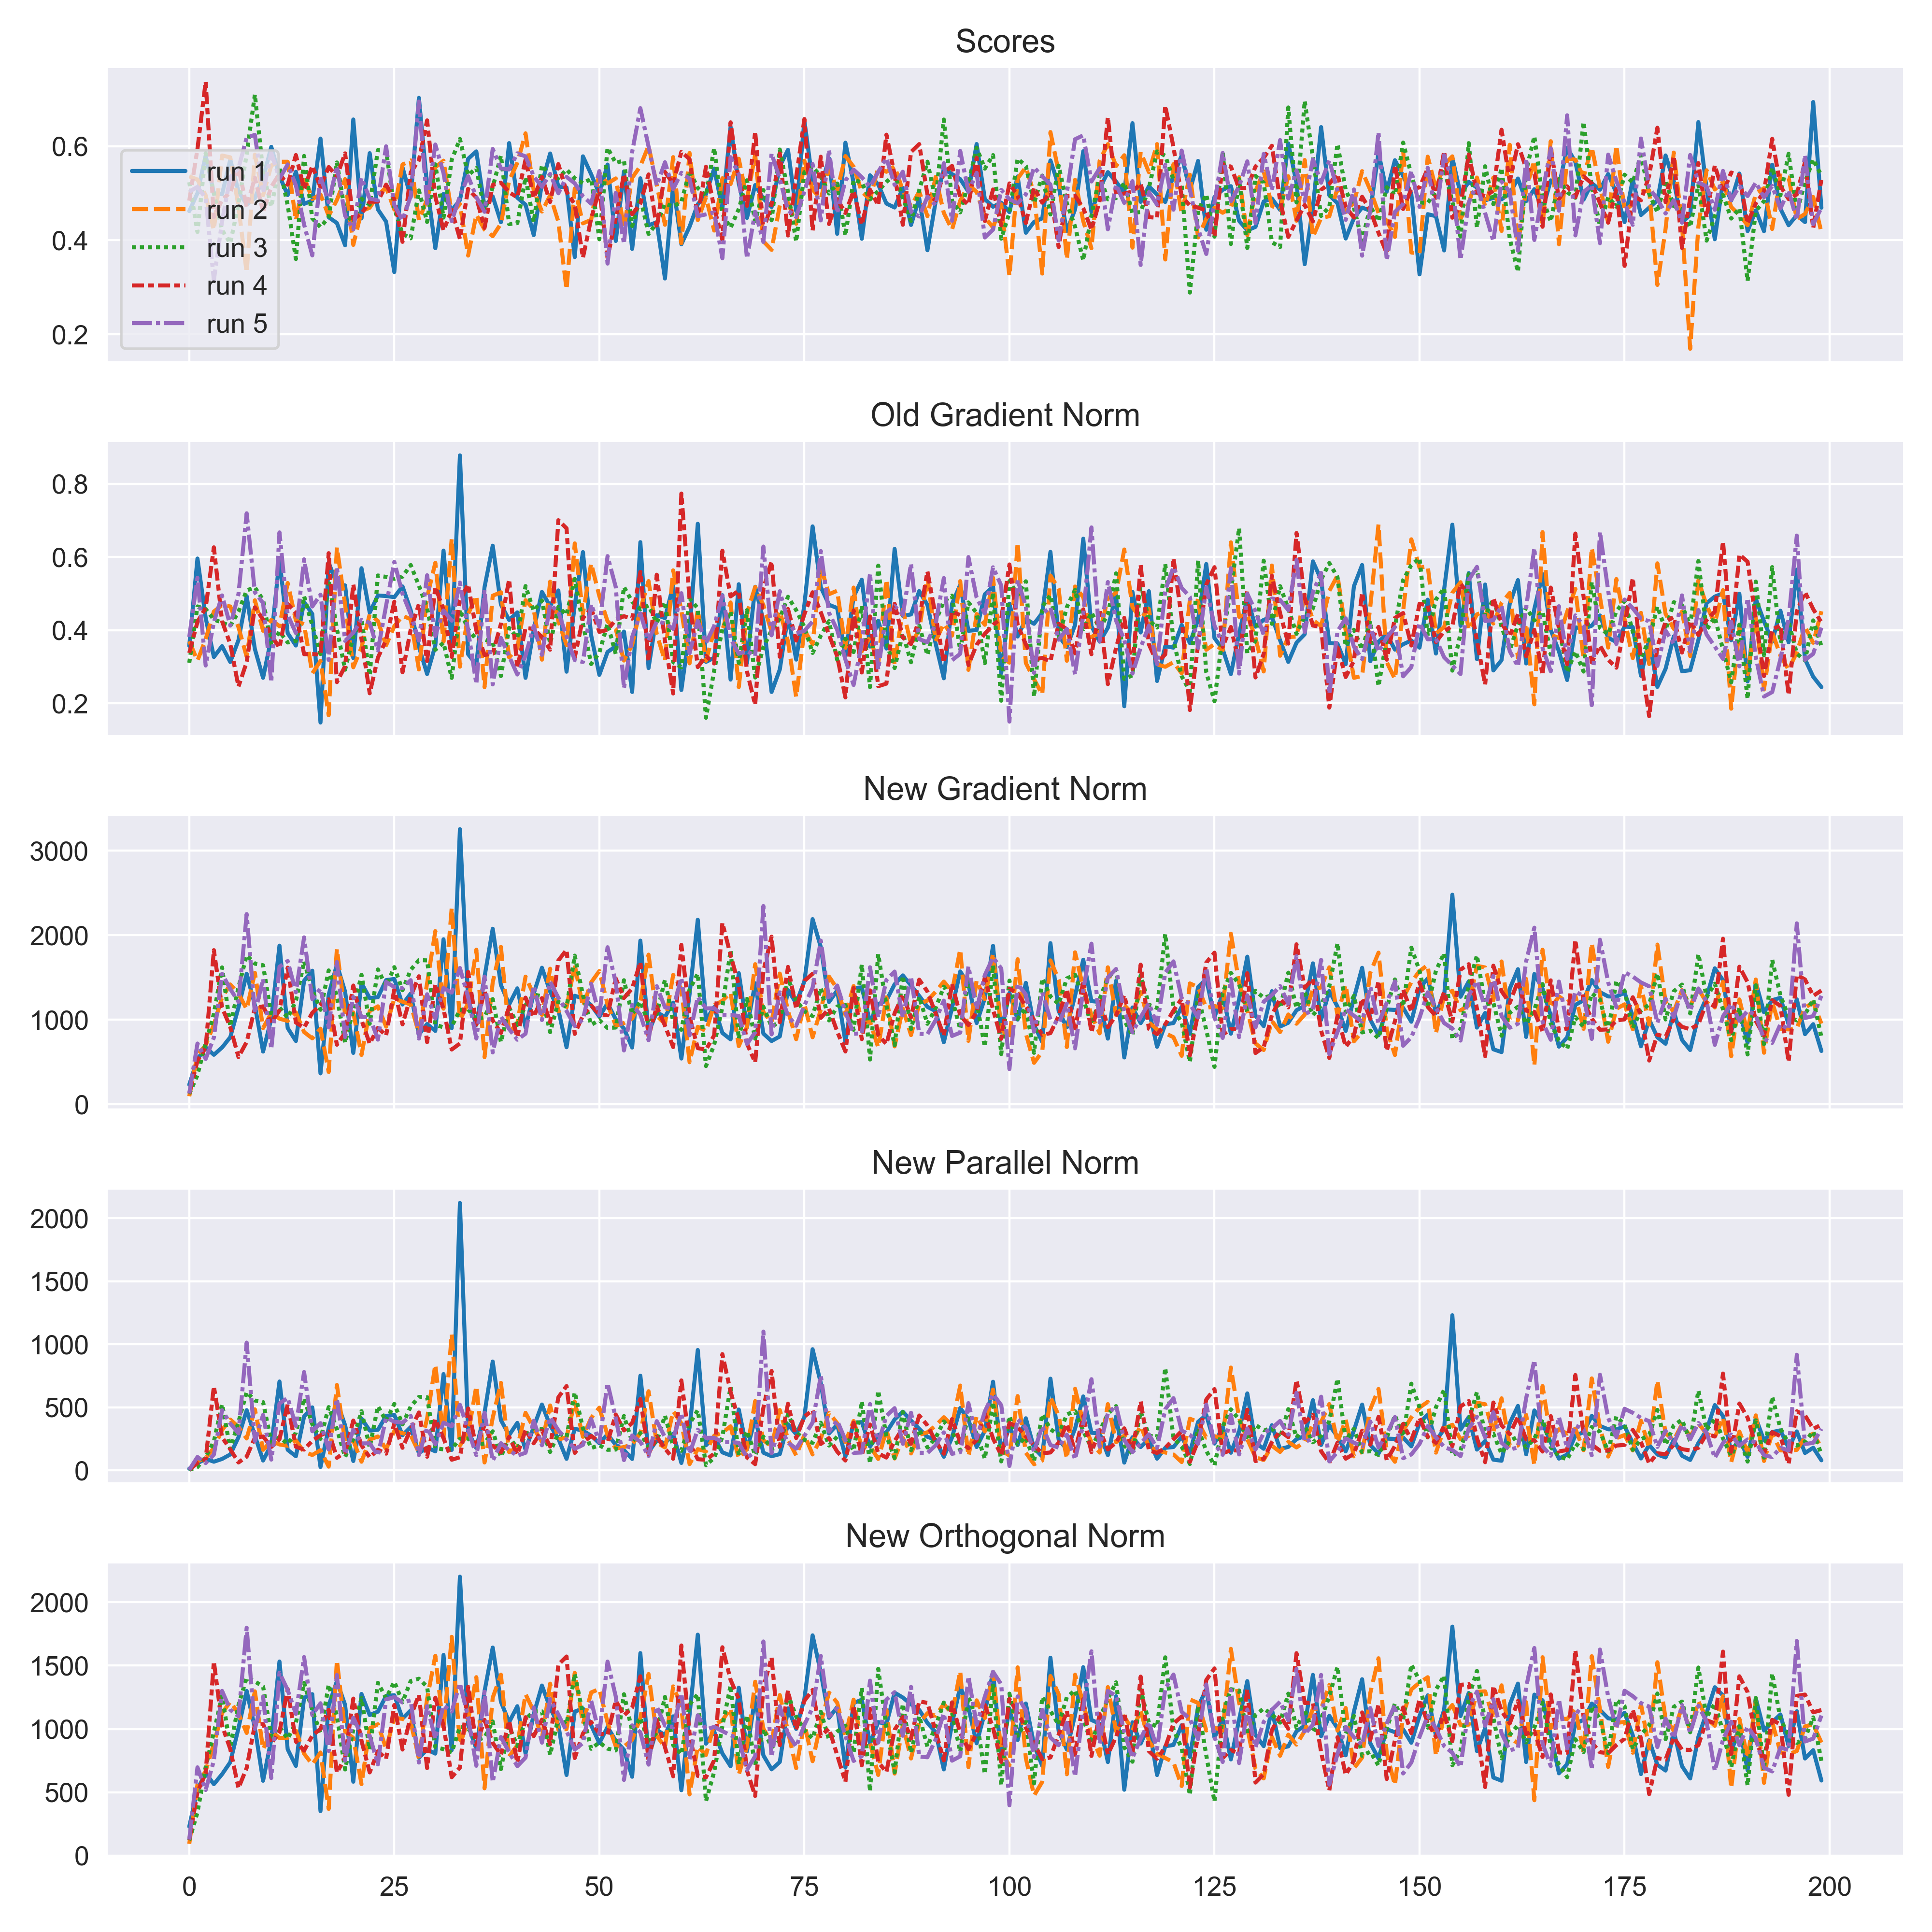 Scores
0.6
0.4
0.2
run 1
run 2
run 3
run 4
run 5
Old Gradient Norm
0.8
0.6
0.4
0.2
New Gradient Norm
3000
2000
1000
0
New Parallel Norm
2000
1500
1000
500
0
New Orthogonal Norm
2000
1500
1000
500
0
0 25 50 75 100 125 150 175 200